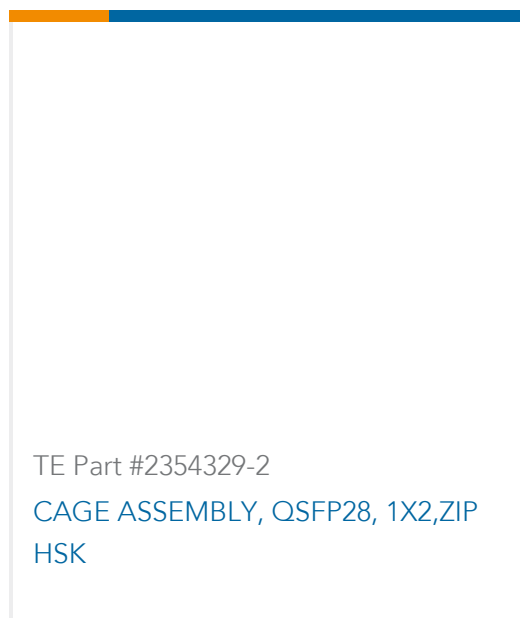 TE Part #2354329-2
CAGE ASSEMBLY, QSFP28, 1X2,ZIP
HSK